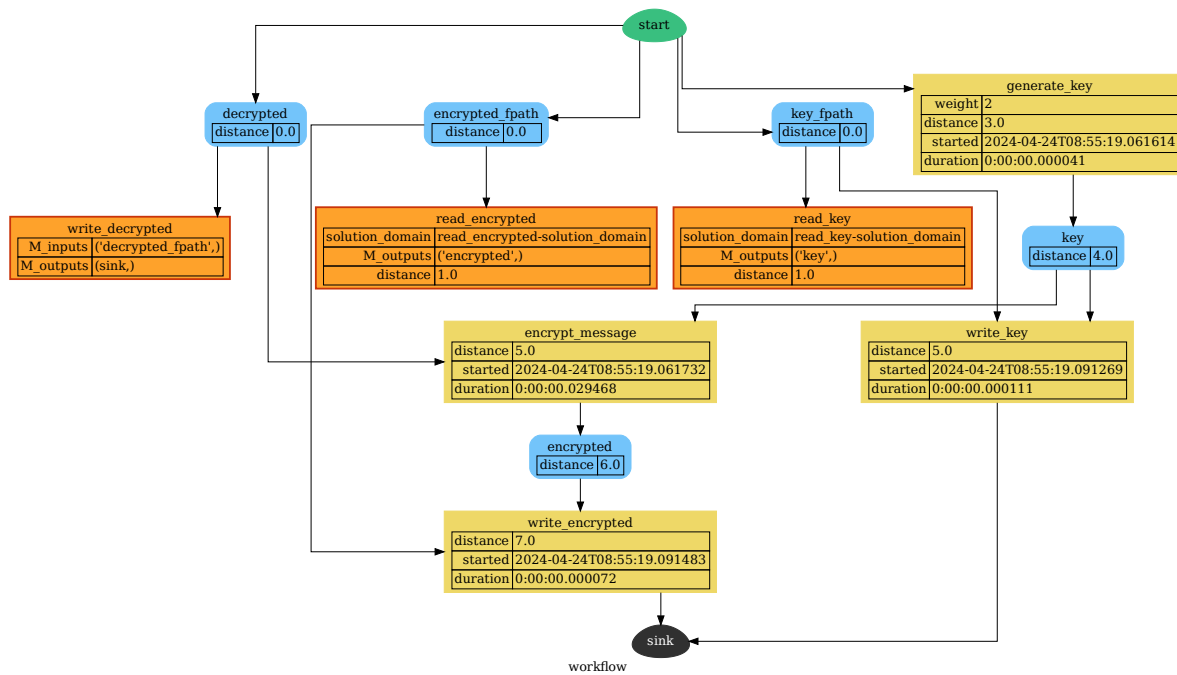 start
generate_key
weight 2
distance 3.0
started 2024-04-24T08:55:19.061614
duration 0:00:00.000041
decrypted
distance 0.0
encrypted_fpath
distance 0.0
key_fpath
distance 0.0
write_decrypted
M_inputs ('decrypted_fpath',)
M_outputs (sink,)
read_encrypted
solution_domain read_encrypted-solution_domain
M_outputs ('encrypted',)
distance 1.0
read_key
solution_domain read_key-solution_domain
M_outputs ('key',)
distance 1.0
key
distance 4.0
encrypt_message
distance 5.0
started 2024-04-24T08:55:19.061732
duration 0:00:00.029468
write_key
distance 5.0
started 2024-04-24T08:55:19.091269
duration 0:00:00.000111
encrypted
distance 6.0
write_encrypted
distance 7.0
started 2024-04-24T08:55:19.091483
duration 0:00:00.000072
sink
workflow